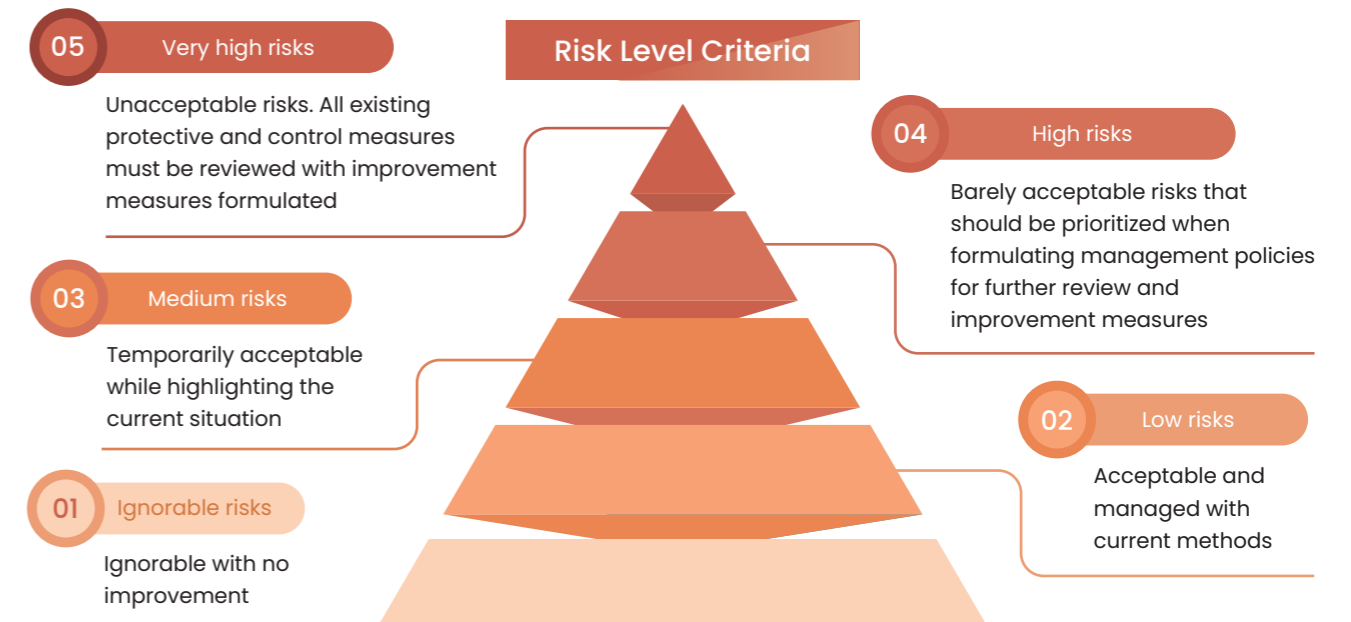 Risk Level Criteria
05
Very high risks
Unacceptable risks. All existing
protective and control measures
must be reviewed with improvement
measures formulated
04
High risks
Barely acceptable risks that
should be prioritized when
formulating management policies
for further review and
improvement measures
03
Medium risks
Temporarily acceptable
while highlighting the
current situation
02
Low risks
Acceptable and
managed with
current methods
01
Ignorable risks
Ignorable with no
improvement